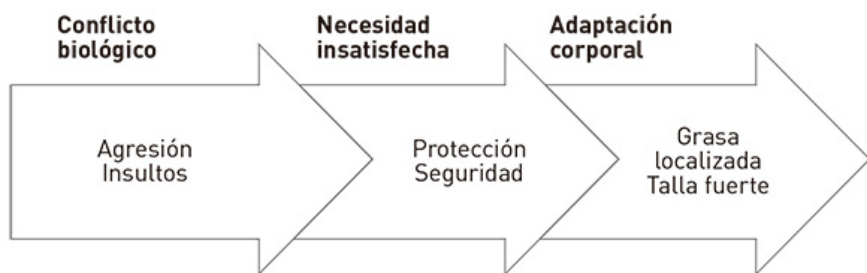 Conflicto
biológico
Necesidad
insatisfecha
Adaptación
corporal
Agresión
Insultos
Protección
Seguridad
Grasa
localizada
Talla fuerte